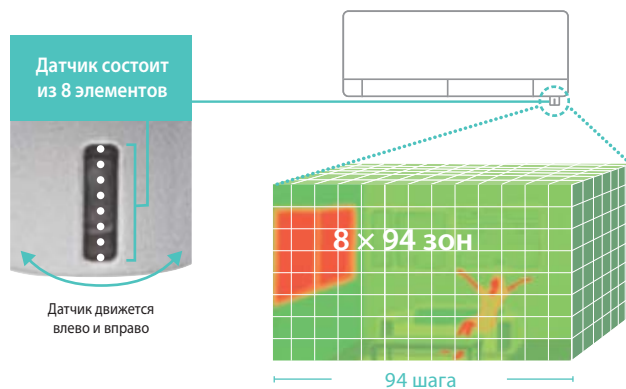 Датчик состоит
из 8 элементов
8 × 94 зон
Датчик движется
влево и вправо
94 шага